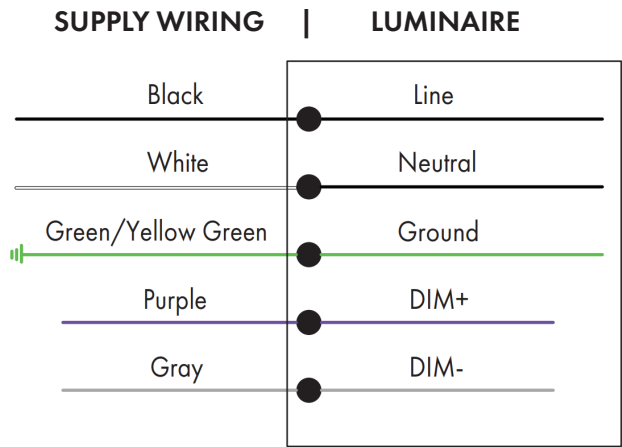 SUPPLY WIRING | LUMINAIRE
Black Line
White Neutral
Green/Yellow Green Ground
Purple DIM+
Gray DIM-